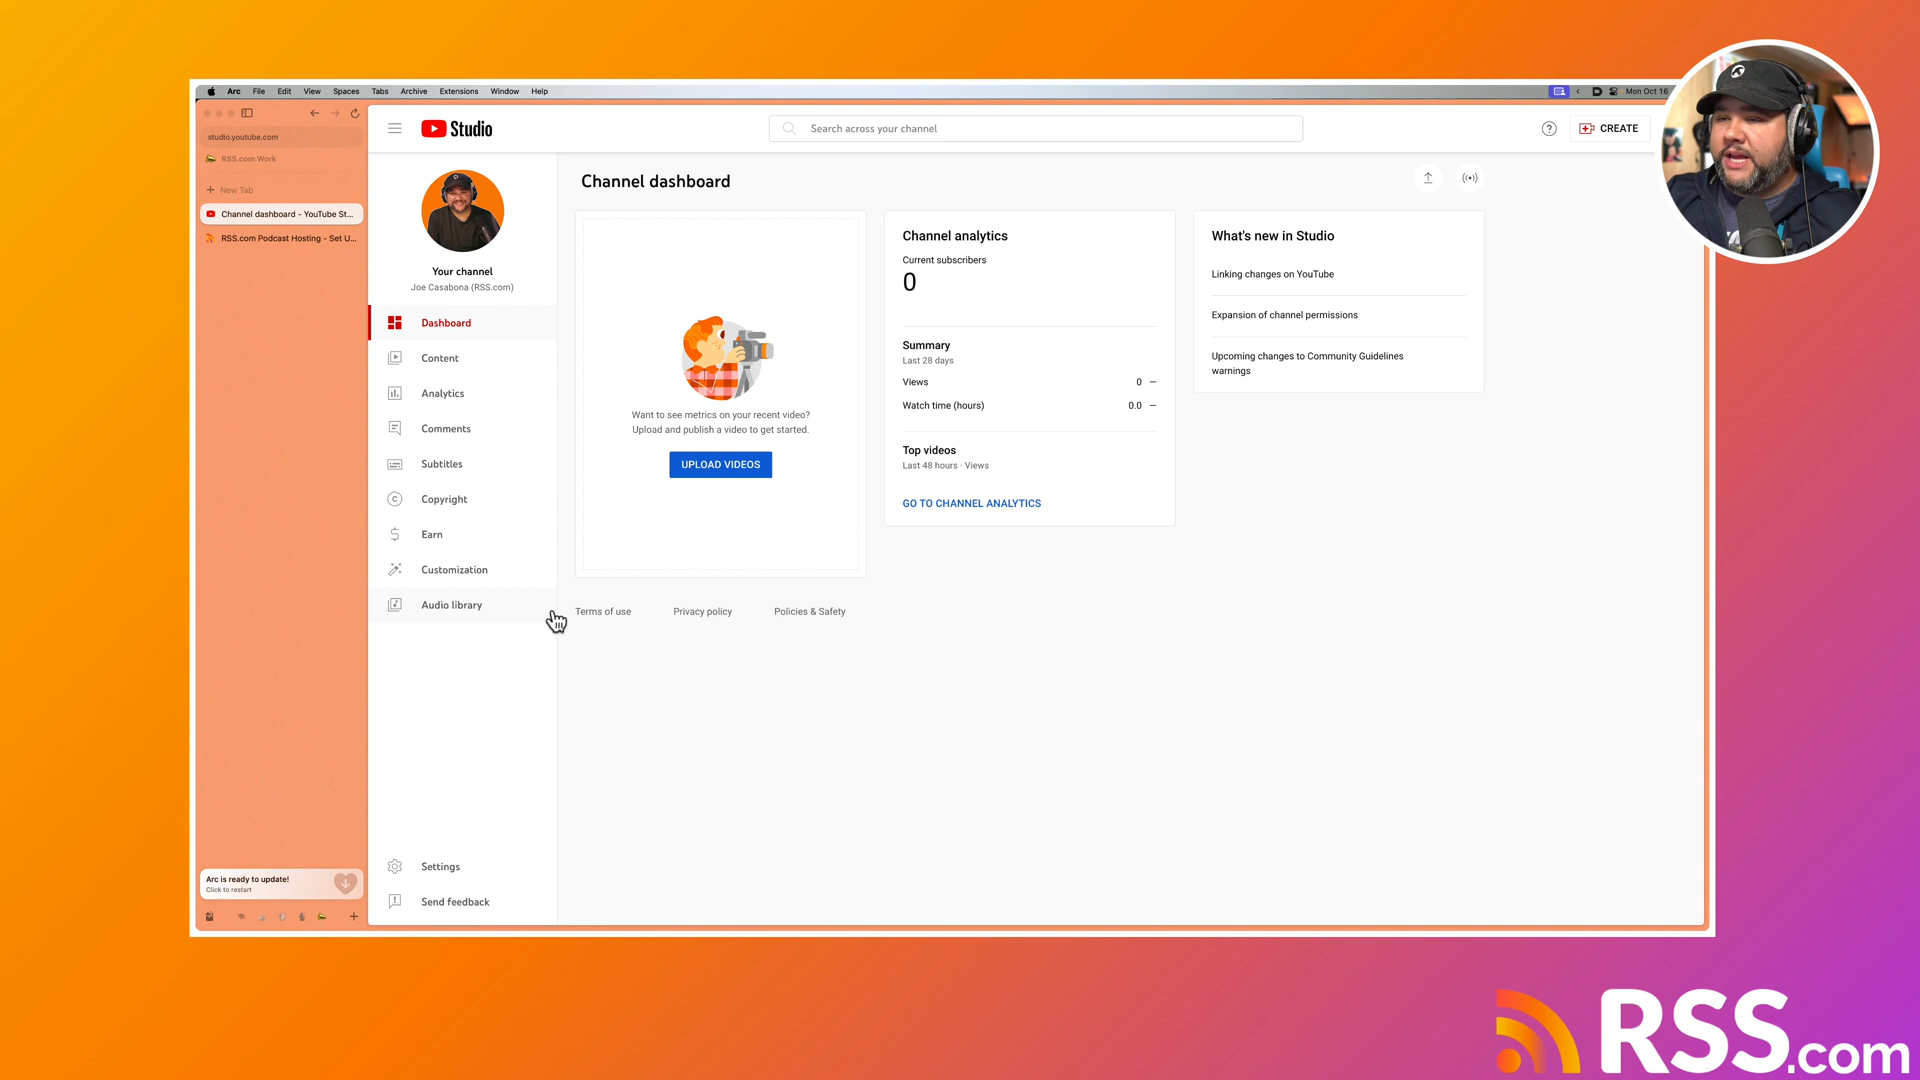 Arc File Edit View Spaces Tabs Archive Extensions Window Help
Mon Oct 16
studio.youtube.com
RSS.com Work
New Tab
Channel dashboard - YouTube St...
RSS.com Podcast Hosting - Set U...
Arc is ready to update!
Click to restart
Studio
Search across your channel
CREATE
Your channel
Joe Casabona (RSS.com)
Dashboard
Content
Analytics
Comments
Subtitles
Copyright
Earn
Customization
Audio library
Settings
Send feedback
Channel dashboard
Want to see metrics on your recent video?
Upload and publish a video to get started.
UPLOAD VIDEOS
Channel analytics
Current subscribers
0
Summary
Last 28 days
Views 0 —
Watch time (hours) 0.0 —
Top videos
Last 48 hours · Views
GO TO CHANNEL ANALYTICS
What's new in Studio
Linking changes on YouTube
Expansion of channel permissions
Upcoming changes to Community Guidelines
warnings
Terms of use Privacy policy Policies & Safety
RSS.com